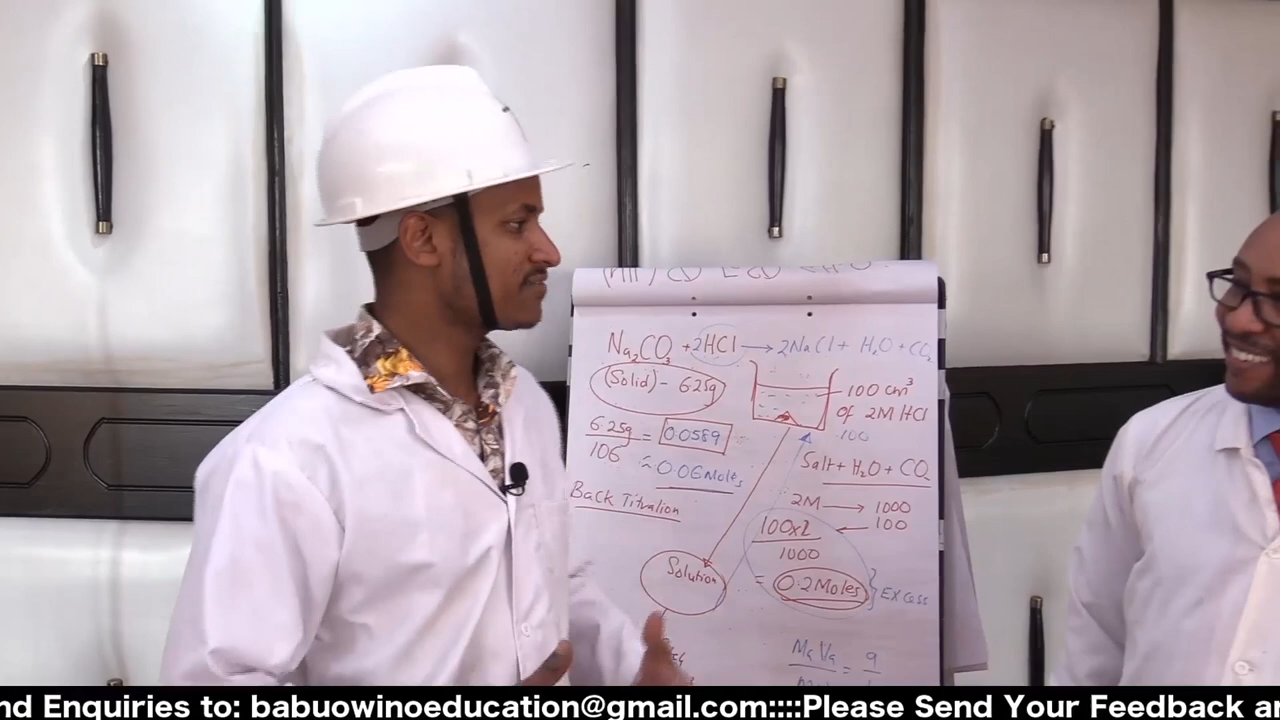 Na₂CO₃ + 2HCl → 2NaCl + H₂O + CO₂
(Solid) - 6.25g
100 cm³
of 2M HCl
100
6.25g
106
= 0.0589
≈ 0.06 Moles
Salt + H₂O + CO₂
Back Titration
2M → 1000
← 100
100x2
1000
= 0.2 Moles } Excess
Solution
MaVa
= a
nd Enquiries to: babuowinoeducation@gmail.com::::Please Send Your Feedback a